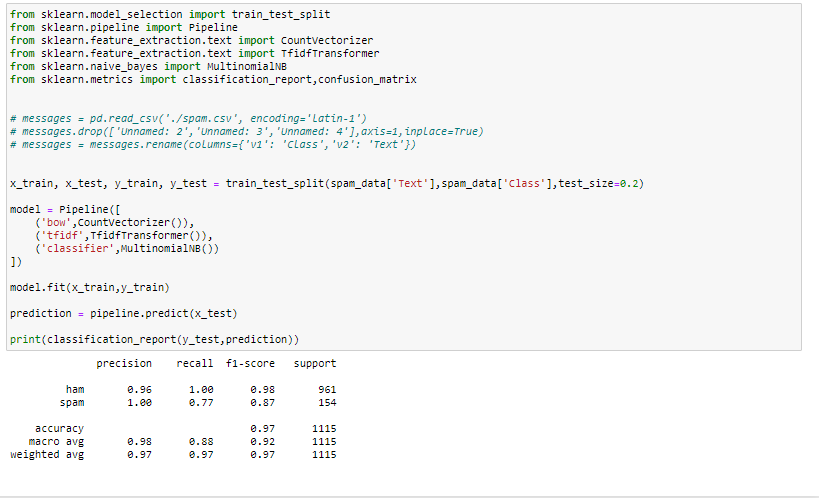 from sklearn.model_selection import train_test_split
from sklearn.pipeline import Pipeline
from sklearn.feature_extraction.text import CountVectorizer
from sklearn.feature_extraction.text import TfidfTransformer
from sklearn.naive_bayes import MultinomialNB
from sklearn.metrics import classification_report,confusion_matrix
# messages = pd.read_csv('./spam.csv', encoding='latin-1')
# messages.drop(['Unnamed: 2','Unnamed: 3','Unnamed: 4'],axis=1,inplace=True)
# messages = messages.rename(columns={'v1': 'Class','v2': 'Text'})
x_train, x_test, y_train, y_test = train_test_split(spam_data['Text'],spam_data['Class'],test_size=0.2)
model = Pipeline([
    ('bow',CountVectorizer()),
    ('tfidf',TfidfTransformer()),
    ('classifier',MultinomialNB())
])
model.fit(x_train,y_train)
prediction = pipeline.predict(x_test)
print(classification_report(y_test,prediction))
precision recall f1-score support
ham 0.96 1.00 0.98 961
spam 1.00 0.77 0.87 154
accuracy 0.97 1115
macro avg 0.98 0.88 0.92 1115
weighted avg 0.97 0.97 0.97 1115